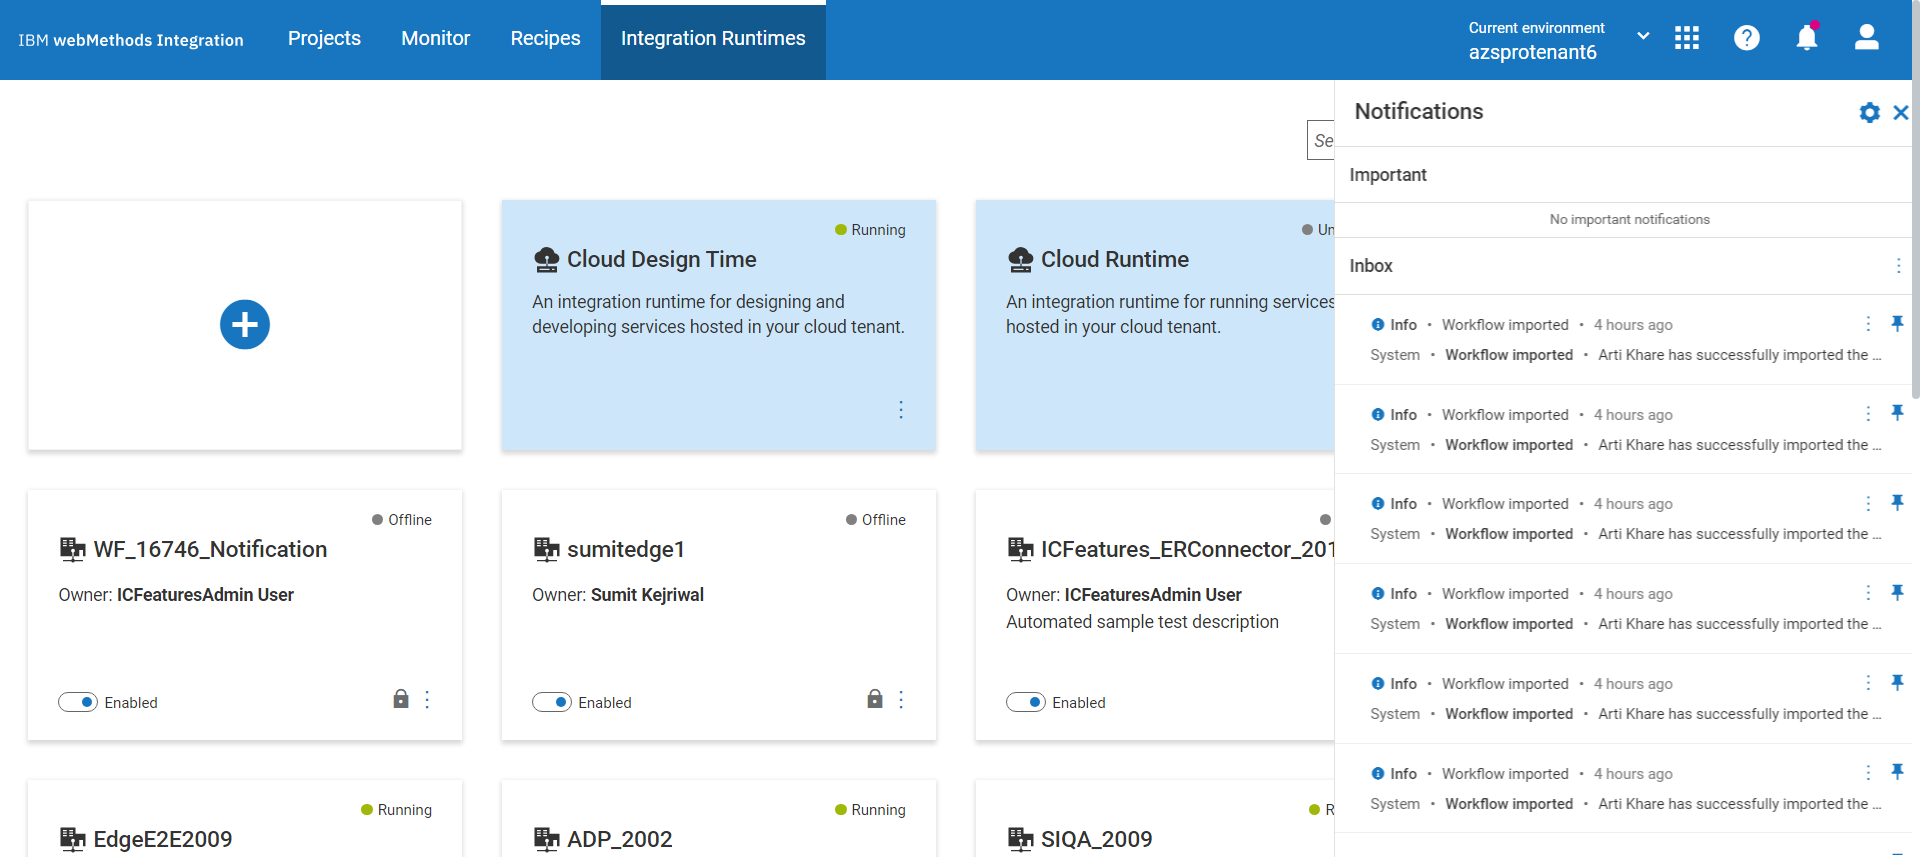 IBM webMethods Integration
Projects
Monitor
Recipes
Integration Runtimes
Current environment
azsprotenant6
Se
Running
Cloud Design Time
An integration runtime for designing and
developing services hosted in your cloud tenant.
Un
Cloud Runtime
An integration runtime for running services
hosted in your cloud tenant.
Offline
WF_16746_Notification
Owner: ICFeaturesAdmin User
Enabled
Offline
sumitedge1
Owner: Sumit Kejriwal
Enabled
ICFeatures_ERConnector_201
Owner: ICFeaturesAdmin User
Automated sample test description
Enabled
Running
EdgeE2E2009
Running
ADP_2002
R
SIQA_2009
Notifications
Important
No important notifications
Inbox
Info • Workflow imported • 4 hours ago
System • Workflow imported • Arti Khare has successfully imported the ...
Info • Workflow imported • 4 hours ago
System • Workflow imported • Arti Khare has successfully imported the ...
Info • Workflow imported • 4 hours ago
System • Workflow imported • Arti Khare has successfully imported the ...
Info • Workflow imported • 4 hours ago
System • Workflow imported • Arti Khare has successfully imported the ...
Info • Workflow imported • 4 hours ago
System • Workflow imported • Arti Khare has successfully imported the ...
Info • Workflow imported • 4 hours ago
System • Workflow imported • Arti Khare has successfully imported the ...